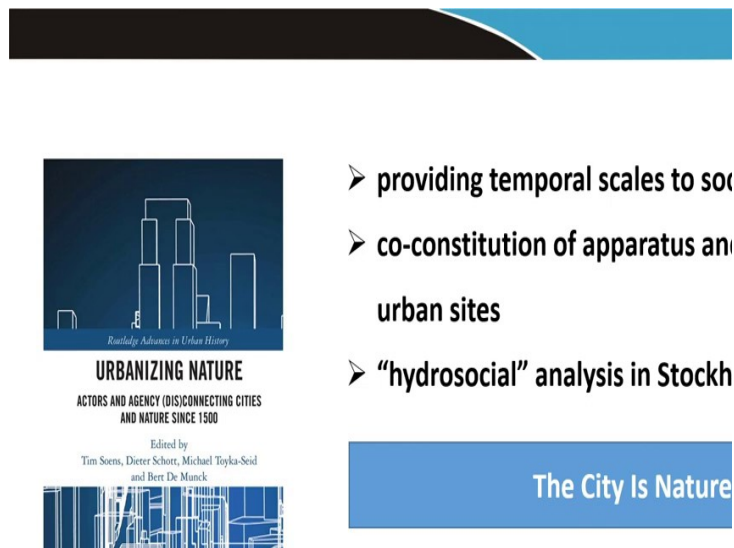 Routledge Advances in Urban History
URBANIZING NATURE
ACTORS AND AGENCY (DIS)CONNECTING CITIES
AND NATURE SINCE 1500
Edited by
Tim Soens, Dieter Schott, Michael Toyka-Seid
and Bert De Munck
➢ providing temporal scales to soc
➢ co-constitution of apparatus and
urban sites
➢ “hydrosocial” analysis in Stockh
The City Is Nature